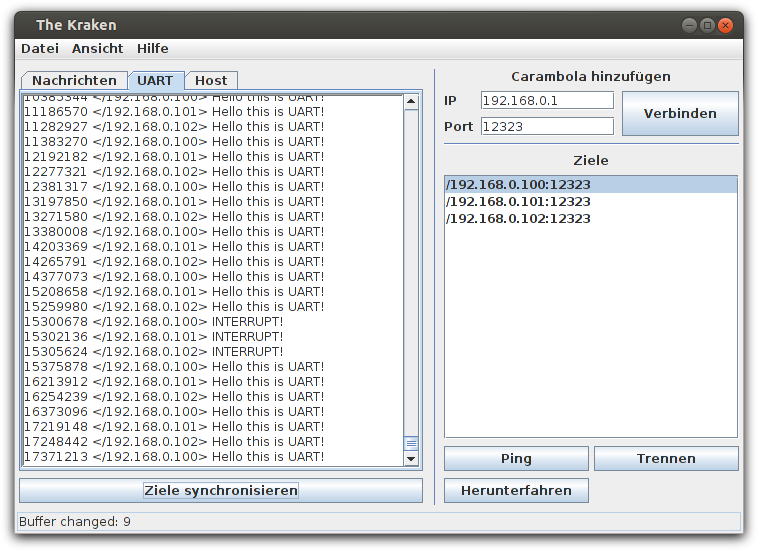 The Kraken
Datei Ansicht Hilfe
Nachrichten UART Host
10385344 </192.168.0.100> Hello this is UART!
11186570 </192.168.0.101> Hello this is UART!
11282927 </192.168.0.102> Hello this is UART!
11383270 </192.168.0.100> Hello this is UART!
12192182 </192.168.0.101> Hello this is UART!
12277321 </192.168.0.102> Hello this is UART!
12381317 </192.168.0.100> Hello this is UART!
13197850 </192.168.0.101> Hello this is UART!
13271580 </192.168.0.102> Hello this is UART!
13380008 </192.168.0.100> Hello this is UART!
14203369 </192.168.0.101> Hello this is UART!
14265791 </192.168.0.102> Hello this is UART!
14377073 </192.168.0.100> Hello this is UART!
15208658 </192.168.0.101> Hello this is UART!
15259980 </192.168.0.102> Hello this is UART!
15300678 </192.168.0.100> INTERRUPT!
15302136 </192.168.0.101> INTERRUPT!
15305624 </192.168.0.102> INTERRUPT!
15375878 </192.168.0.100> Hello this is UART!
16213912 </192.168.0.101> Hello this is UART!
16254239 </192.168.0.102> Hello this is UART!
16373096 </192.168.0.100> Hello this is UART!
17219148 </192.168.0.101> Hello this is UART!
17248442 </192.168.0.102> Hello this is UART!
17371213 </192.168.0.100> Hello this is UART!
Ziele synchronisieren
Carambola hinzufügen
IP 192.168.0.1
Port 12323
Verbinden
Ziele
/192.168.0.100:12323
/192.168.0.101:12323
/192.168.0.102:12323
Ping Trennen
Herunterfahren
Buffer changed: 9